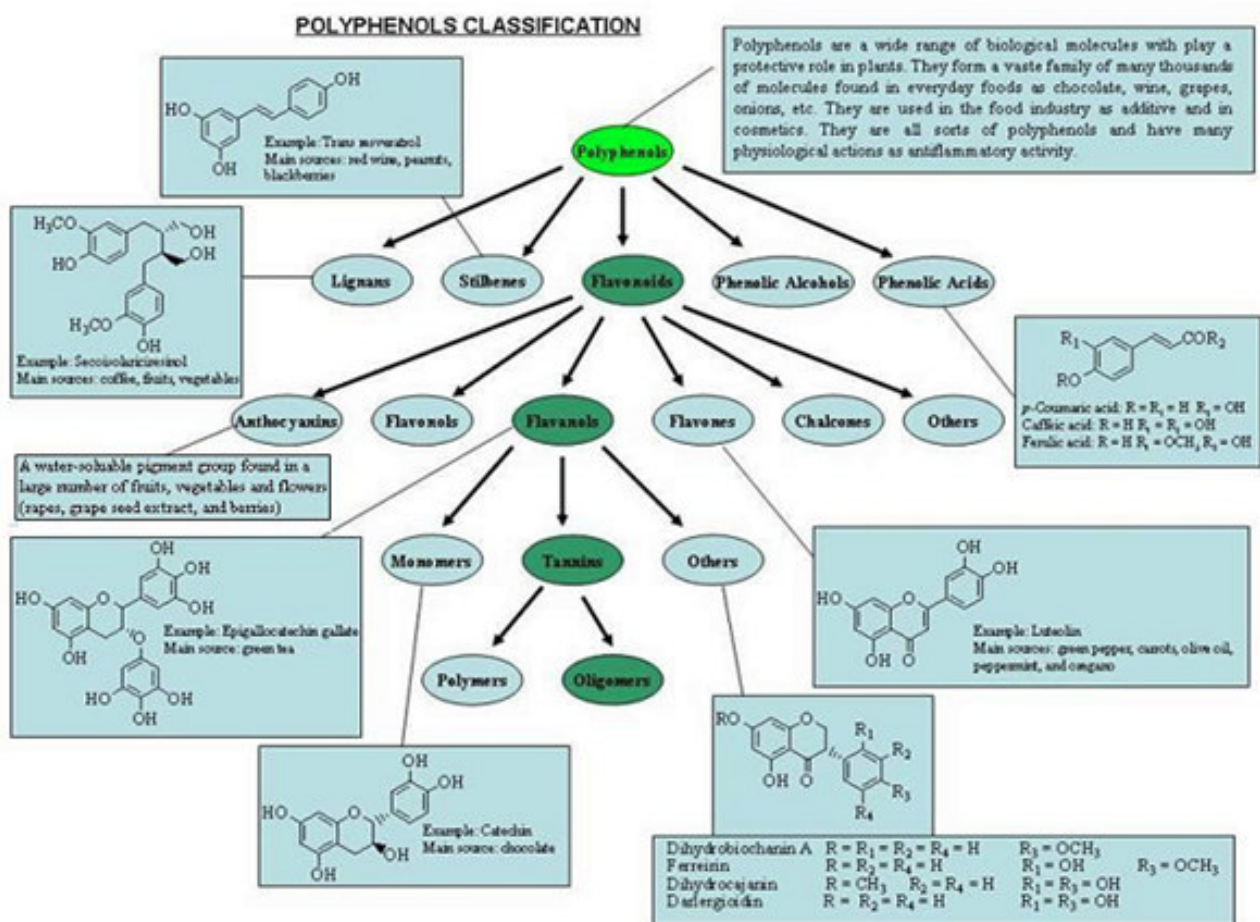 POLYPHENOLS CLASSIFICATION
Polyphenols are a wide range of biological molecules with play a
protective role in plants. They form a vaste family of many thousands
of molecules found in everyday foods as chocolate, wine, grapes,
onions, etc. They are used in the food industry as additive and in
cosmetics. They are all sorts of polyphenols and have many
physiological actions as antiflammatory activity.
OH
HO
OH
Example: Trans resveratrol
Main sources: red wine, peanuts,
blackberries
Polyphenols
H₃CO
OH
OH
HO
H₃CO
OH
Example: Secoisolariciresinol
Main sources: coffee, fruits, vegetables
Lignans
Stilbenes
Flavonoids
Phenolic Alcohols
Phenolic Acids
R₁
COR₂
RO
p-Coumaric acid: R = R₁ = H R₁ = OH
Caffeic acid: R = H R₁ = R₁ = OH
Ferulic acid: R = H R₁ = OCH₃ R₁ = OH
Anthocyanins
Flavonols
Flavanols
Flavones
Chalcones
Others
A water-soluable pigment group found in a
large number of fruits, vegetables and flowers
(rapes, grape seed extract, and berries)
Monomers
Tannins
Others
OH
OH
HO
O
OH
O
OH
OH
HO
OH
OH
Example: Epigallocatechin gallate
Main source: green tea
OH
OH
HO
O
OH
O
Example: Luteolin
Main sources: green pepper, carrots, olive oil,
peppermint, and oregano
Polymers
Oligomers
OH
OH
HO
O
OH
OH
Example: Catechin
Main source: chocolate
RO
O
R₁
R₂
OH
O
R₃
R₄
Dihydrobiochanin A R = R₁ = R₂ = R₄ = H R₃ = OCH₃
Ferreirin R = R₂ = R₄ = H R₁ = OH R₃ = OCH₃
Dihydrocajanin R = CH₃ R₂ = R₄ = H R₁ = R₃ = OH
Darlergioidin R = R₂ = R₄ = H R₁ = R₃ = OH